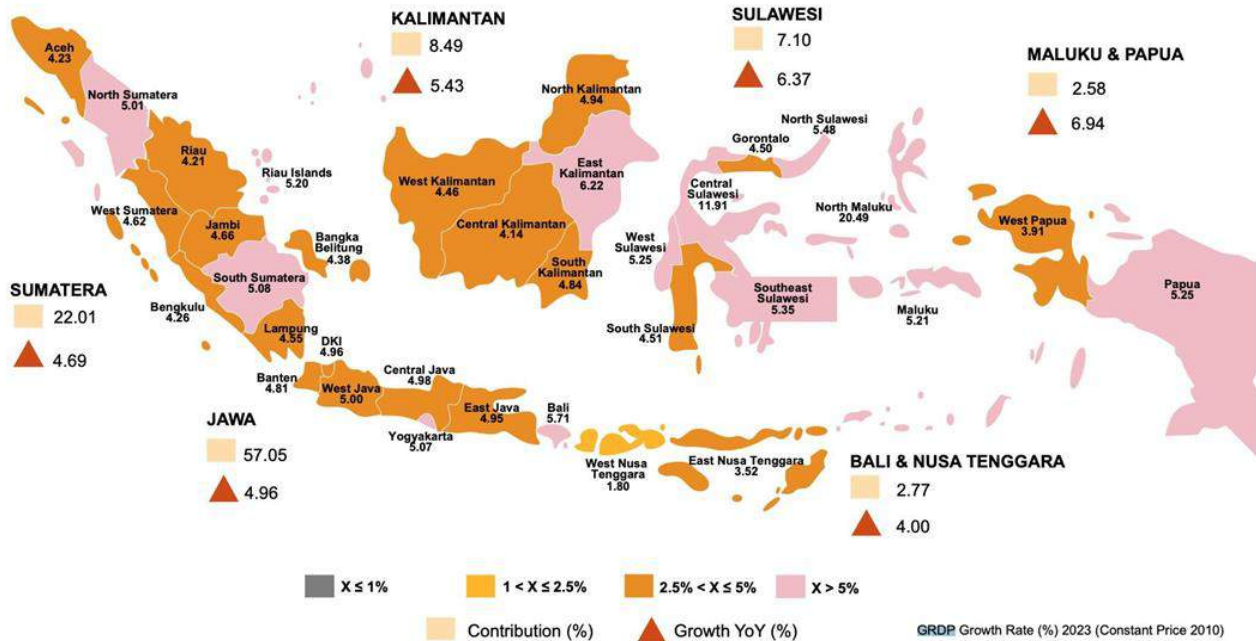 KALIMANTAN
8.49
5.43
SULAWESI
7.10
6.37
MALUKU & PAPUA
2.58
6.94
Aceh
4.23
North Sumatera
5.01
Riau
4.21
Riau Islands
5.20
West Sumatera
4.62
Jambi
4.66
Bangka
Belitung
4.38
South Sumatera
5.08
Bengkulu
4.26
Lampung
4.55
SUMATERA
22.01
4.69
North Kalimantan
4.94
East
Kalimantan
6.22
West Kalimantan
4.46
Central Kalimantan
4.14
South
Kalimantan
4.84
North Sulawesi
5.48
Gorontalo
4.50
Central
Sulawesi
11.91
West
Sulawesi
5.25
Southeast
Sulawesi
5.35
South Sulawesi
4.51
North Maluku
20.49
Maluku
5.21
West Papua
3.91
Papua
5.25
DKI
4.96
Banten
4.81
West Java
5.00
Central Java
4.98
Yogyakarta
5.07
East Java
4.95
Bali
5.71
West Nusa
Tenggara
1.80
East Nusa Tenggara
3.52
JAWA
57.05
4.96
BALI & NUSA TENGGARA
2.77
4.00
X ≤ 1%
1 < X ≤ 2.5%
2.5% < X ≤ 5%
X > 5%
Contribution (%)
Growth YoY (%)
GRDP Growth Rate (%) 2023 (Constant Price 2010)